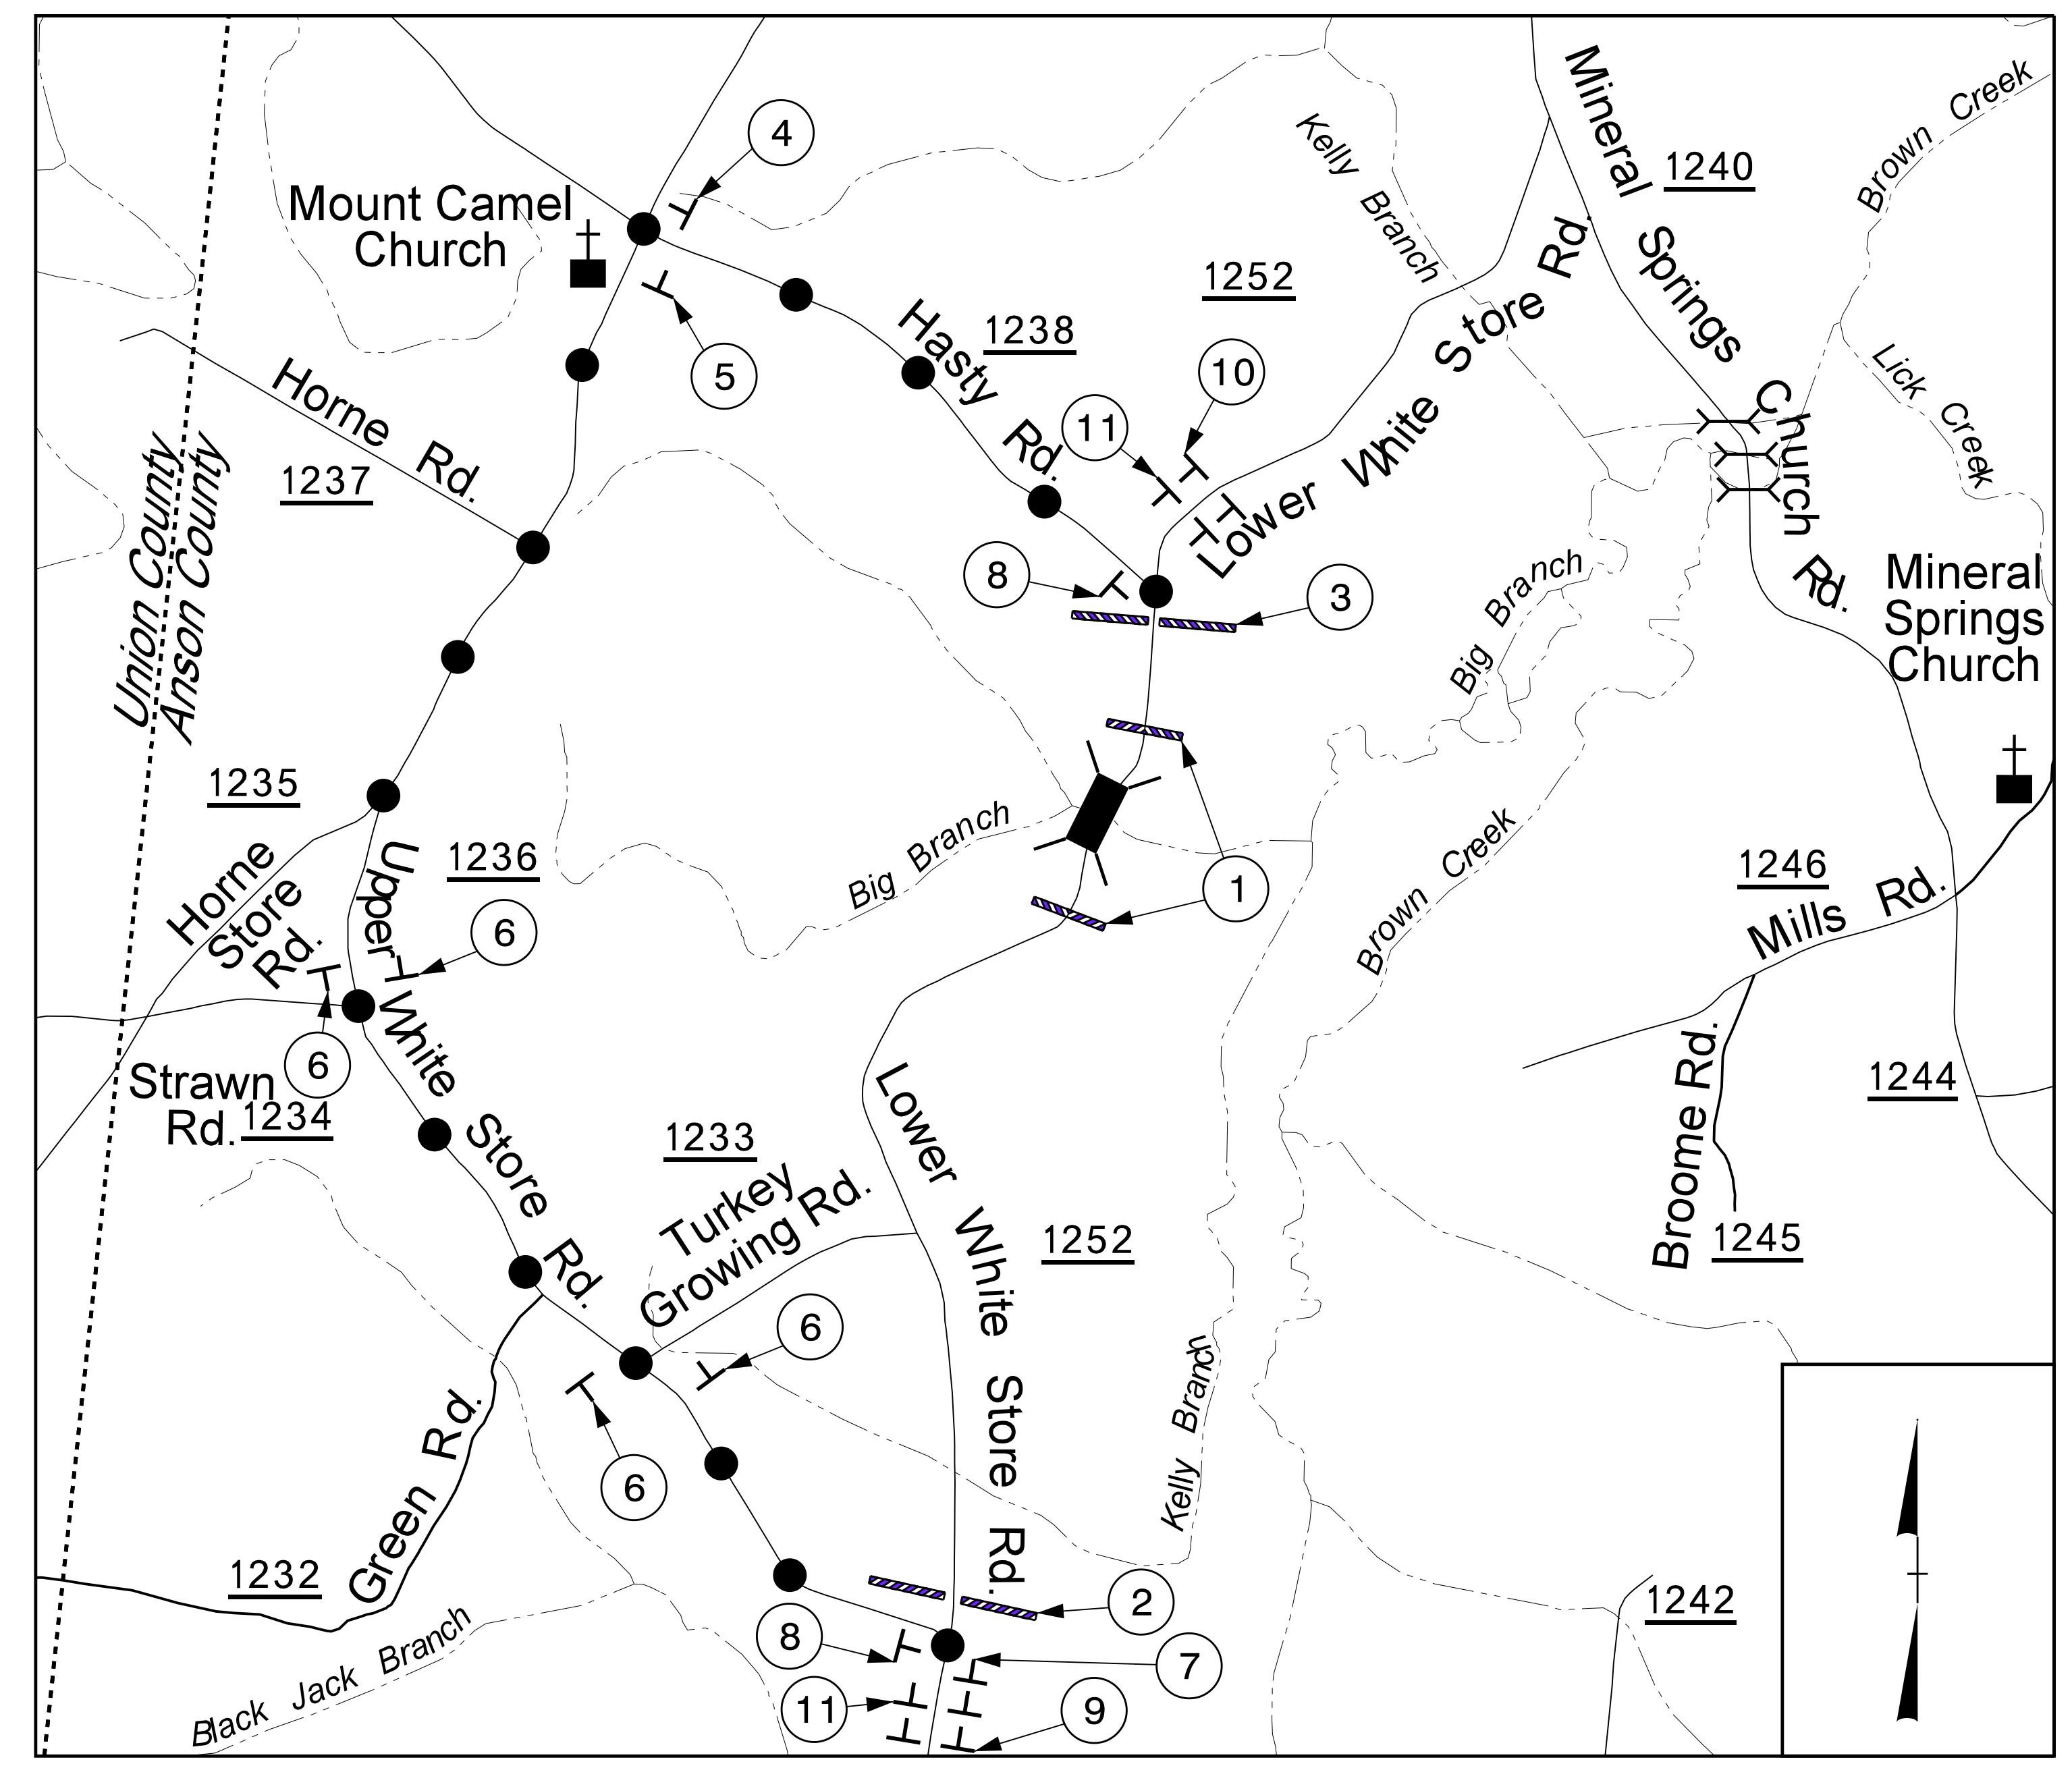 Mineral Springs Church Rd.
1240
Brown Creek
Kelly Branch
4
Mount Camel
Church
1252
Lower White Store Rd.
1238
Hasty Rd.
5
10
11
Horne Rd.
1237
Lick Creek
Union County
Anson County
8
3
Big Branch
Mineral
Springs
Church
1235
1236
Horne
Store
Rd.
Upper White Store Rd.
Big Branch
1
Brown Creek
1246
Mills Rd.
6
6
Strawn
Rd.
1234
1233
Turkey
Growing Rd.
Lower White Store Rd.
1252
Broome Rd.
1244
1245
6
6
Green Rd.
Kelly Branch
1232
Black Jack Branch
2
1242
8
7
11
9